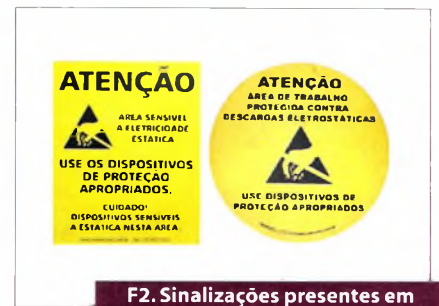 ATENÇÃO
AREA SENSIVEL
A ELETRICIDADE
ESTATICA
USE OS DISPOSITIVOS
DE PROTEÇÃO
APROPRIADOS.
CUIDADO!
DISPOSITIVOS SENSIVEIS
A ESTATICA NESTA AREA
ATENÇÃO
AREA DE TRABALHO
PROTEGIDA CONTRA
DESCARGAS ELETROSTÁTICAS
USE DISPOSITIVOS DE
PROTEÇÃO APROPRIADOS
F2. Sinalizações presentes em